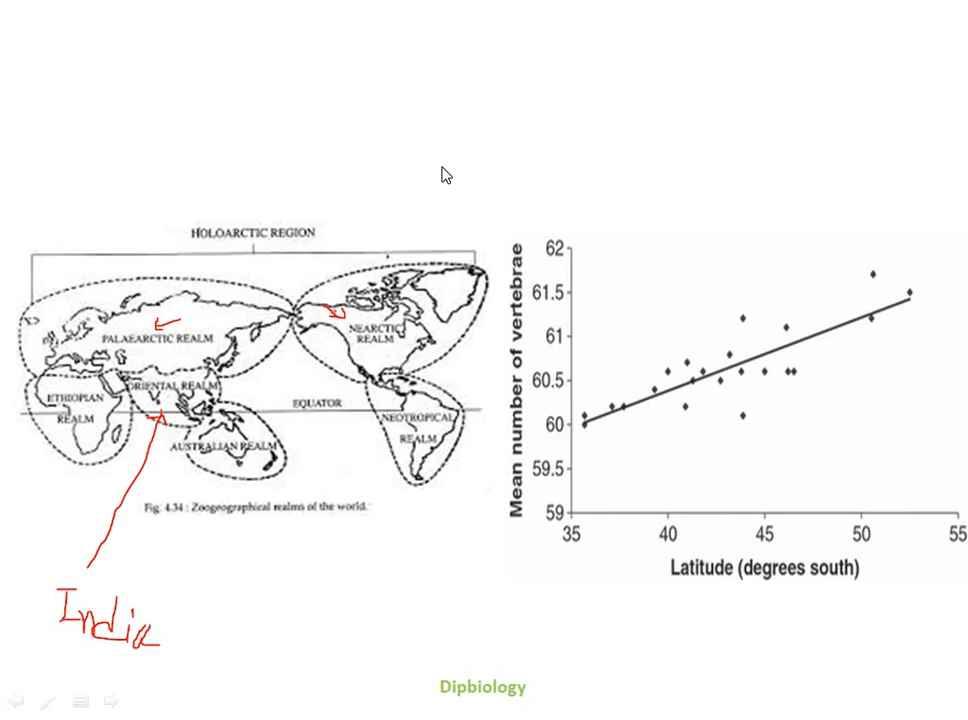 HOLOARCTIC REGION
PALAEARCTIC REALM
NEARCTIC
REALM
ORIENTAL REALM
ETHIOPIAN
REALM
EQUATOR
NEOTROPICAL
REALM
AUSTRALIAN REALM
Fig. 4.34 : Zoogeographical realms of the world.
India
Mean number of vertebrae
62
61.5
61
60.5
60
59.5
59
35 40 45 50 55
Latitude (degrees south)
Dipbiology